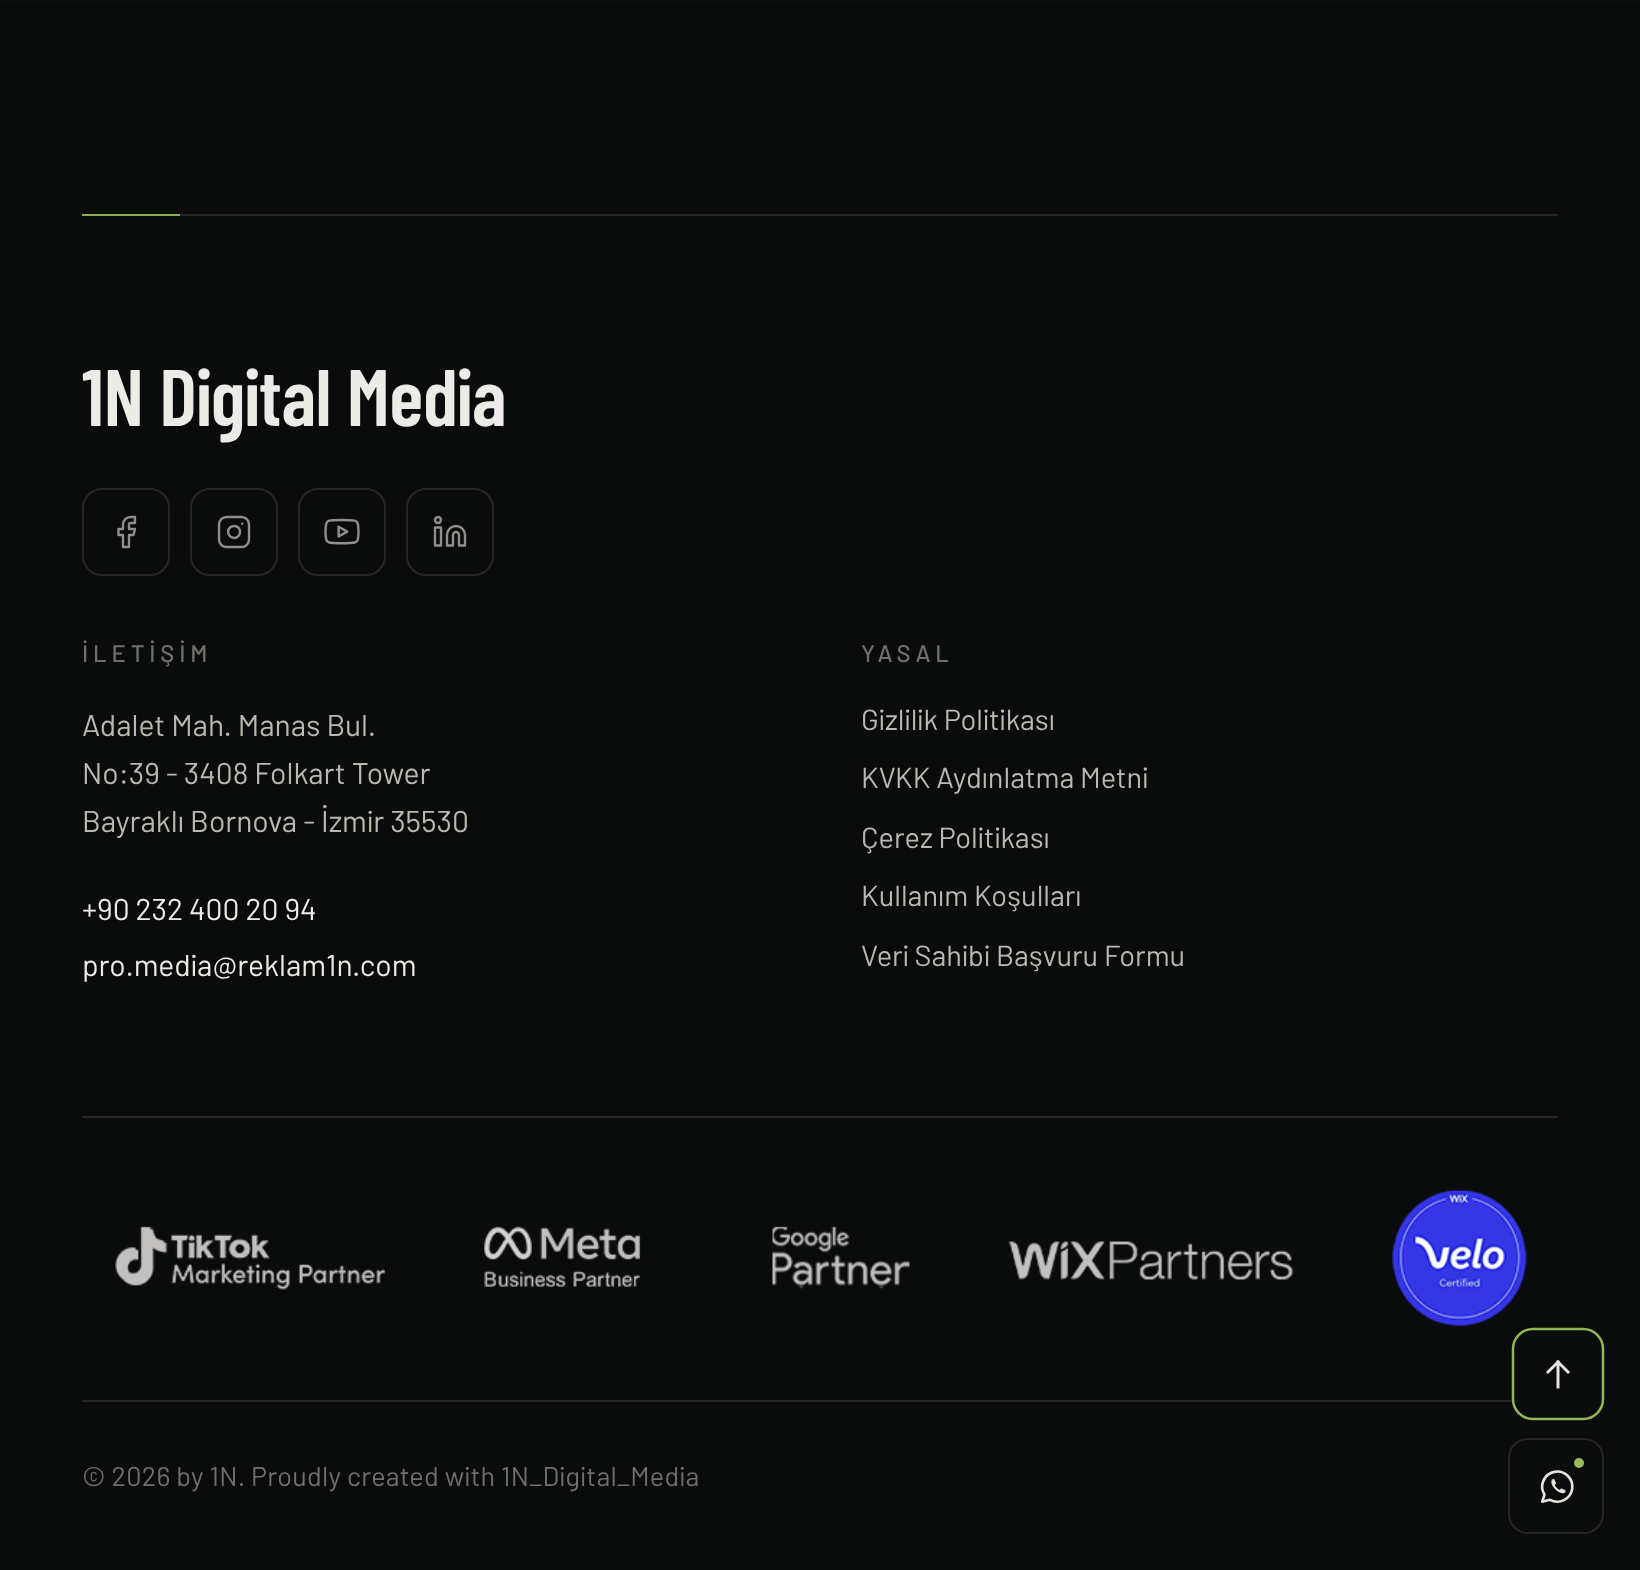 1N Digital Media
İLETİŞİM
Adalet Mah. Manas Bul.
No:39 - 3408 Folkart Tower
Bayraklı Bornova - İzmir 35530
+90 232 400 20 94
pro.media@reklam1n.com
YASAL
Gizlilik Politikası
KVKK Aydınlatma Metni
Çerez Politikası
Kullanım Koşulları
Veri Sahibi Başvuru Formu
TikTok
Marketing Partner
Meta
Business Partner
Google
Partner
WiXPartners
WIX
velo
Certified
© 2026 by 1N. Proudly created with 1N_Digital_Media